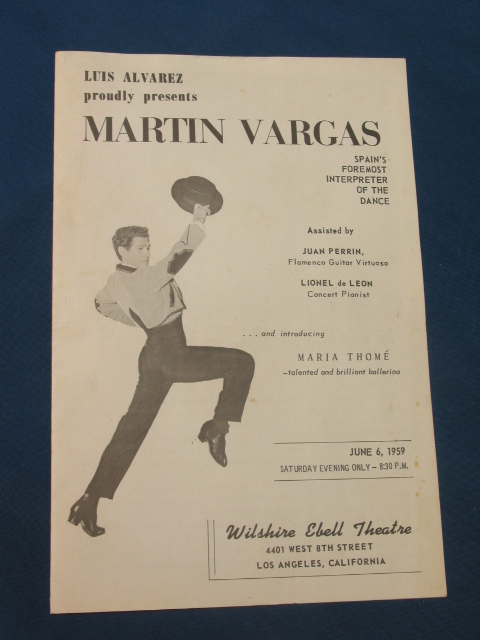 LUIS ALVAREZ
proudly presents
MARTIN VARGAS
SPAIN'S
FOREMOST
INTERPRETER
OF THE
DANCE
Assisted by
JUAN PERRIN,
Flamenco Guitar Virtuoso
LIONEL de LEON
Concert Pianist
...and introducing
MARIA THOMÉ
—talented and brilliant ballerina
JUNE 6, 1959
SATURDAY EVENING ONLY – 8:30 P.M.
Wilshire Ebell Theatre
4401 WEST 8TH STREET
LOS ANGELES, CALIFORNIA